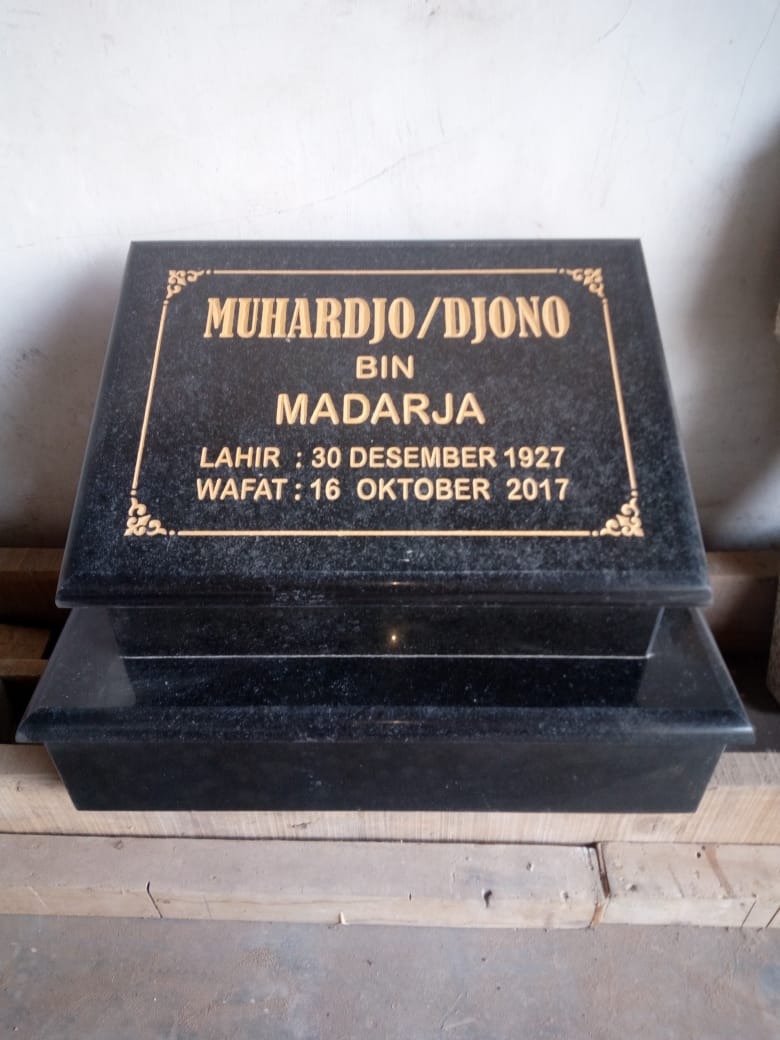 MUHARDJO/DJONO
BIN
MADARJA
LAHIR : 30 DESEMBER 1927
WAFAT : 16 OKTOBER 2017